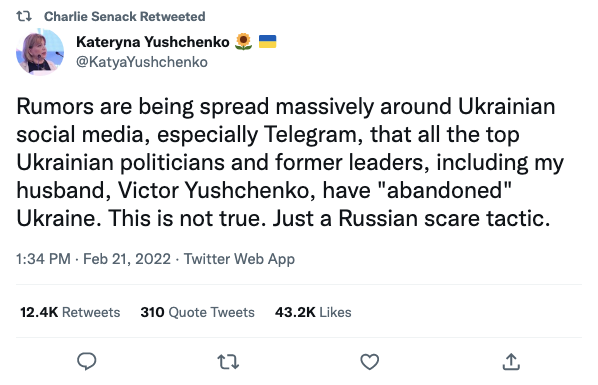 Charlie Senack Retweeted
Kateryna Yushchenko 🌻 🇺🇦
@KatyaYushchenko
Rumors are being spread massively around Ukrainian
social media, especially Telegram, that all the top
Ukrainian politicians and former leaders, including my
husband, Victor Yushchenko, have "abandoned"
Ukraine. This is not true. Just a Russian scare tactic.
1:34 PM · Feb 21, 2022 · Twitter Web App
12.4K Retweets 310 Quote Tweets 43.2K Likes